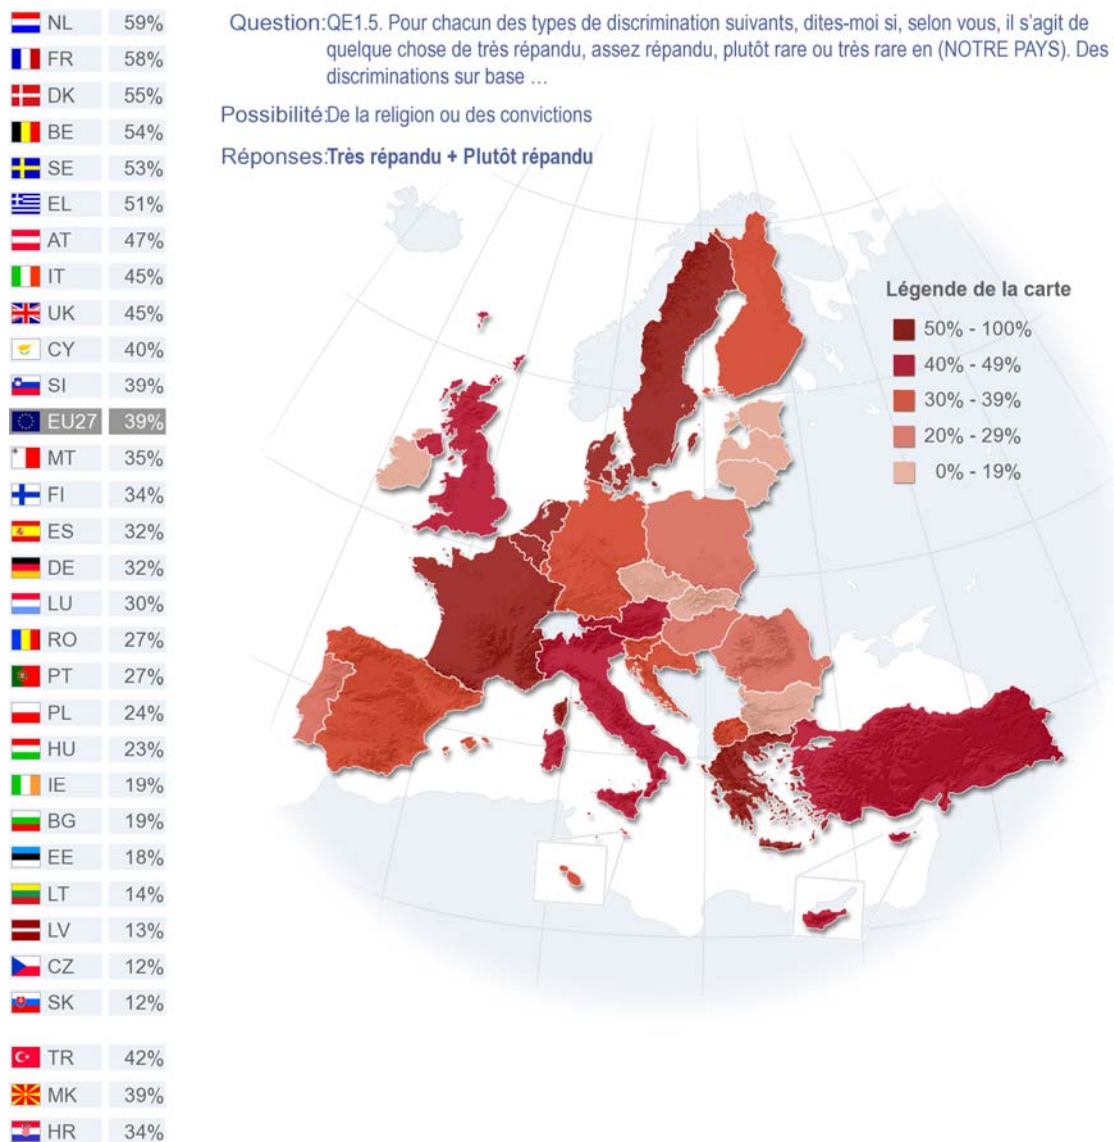 NL 59%
FR 58%
DK 55%
BE 54%
SE 53%
EL 51%
AT 47%
IT 45%
UK 45%
CY 40%
SI 39%
EU27 39%
MT 35%
FI 34%
ES 32%
DE 32%
LU 30%
RO 27%
PT 27%
PL 24%
HU 23%
IE 19%
BG 19%
EE 18%
LT 14%
LV 13%
CZ 12%
SK 12%
TR 42%
MK 39%
HR 34%
Question:QE1.5. Pour chacun des types de discrimination suivants, dites-moi si, selon vous, il s'agit de
quelque chose de très répandu, assez répandu, plutôt rare ou très rare en (NOTRE PAYS). Des
discriminations sur base …
Possibilité:De la religion ou des convictions
Réponses:Très répandu + Plutôt répandu
Légende de la carte
50% - 100%
40% - 49%
30% - 39%
20% - 29%
0% - 19%